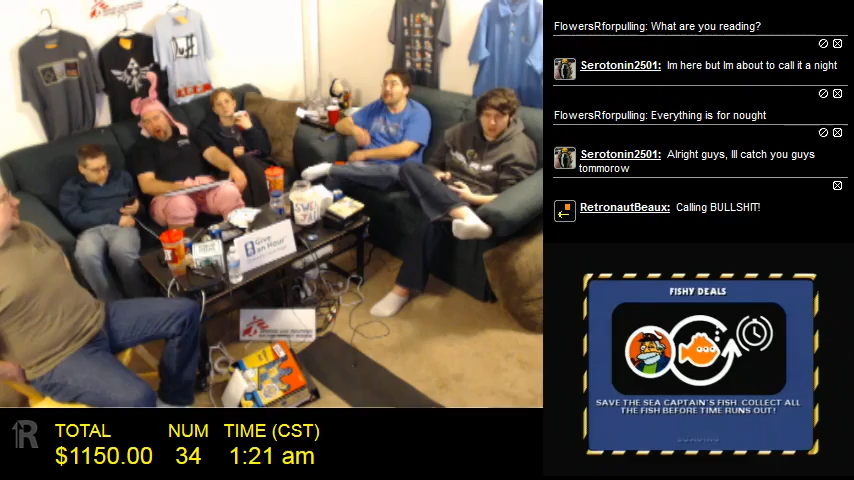 FlowersRforpulling: What are you reading?
Serotonin2501: Im here but Im about to call it a night
FlowersRforpulling: Everything is for nought
Serotonin2501: Alright guys, Ill catch you guys
tommorow
RetronautBeaux: Calling BULLSHIT!
Duff
SWEAR
JAR
Give
an Hour
FISHY DEALS
SAVE THE SEA CAPTAIN'S FISH. COLLECT ALL
THE FISH BEFORE TIME RUNS OUT!
TOTAL NUM TIME (CST)
$1150.00 34 1:21 am